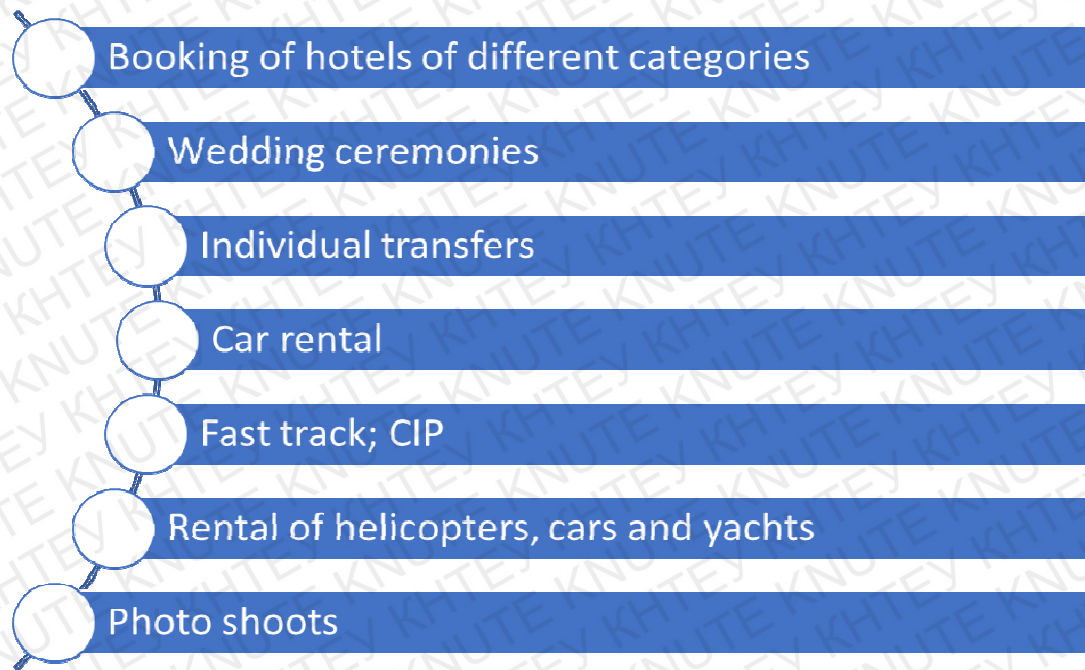 Booking of hotels of different categories
Wedding ceremonies
Individual transfers
Car rental
Fast track; CIP
Rental of helicopters, cars and yachts
Photo shoots